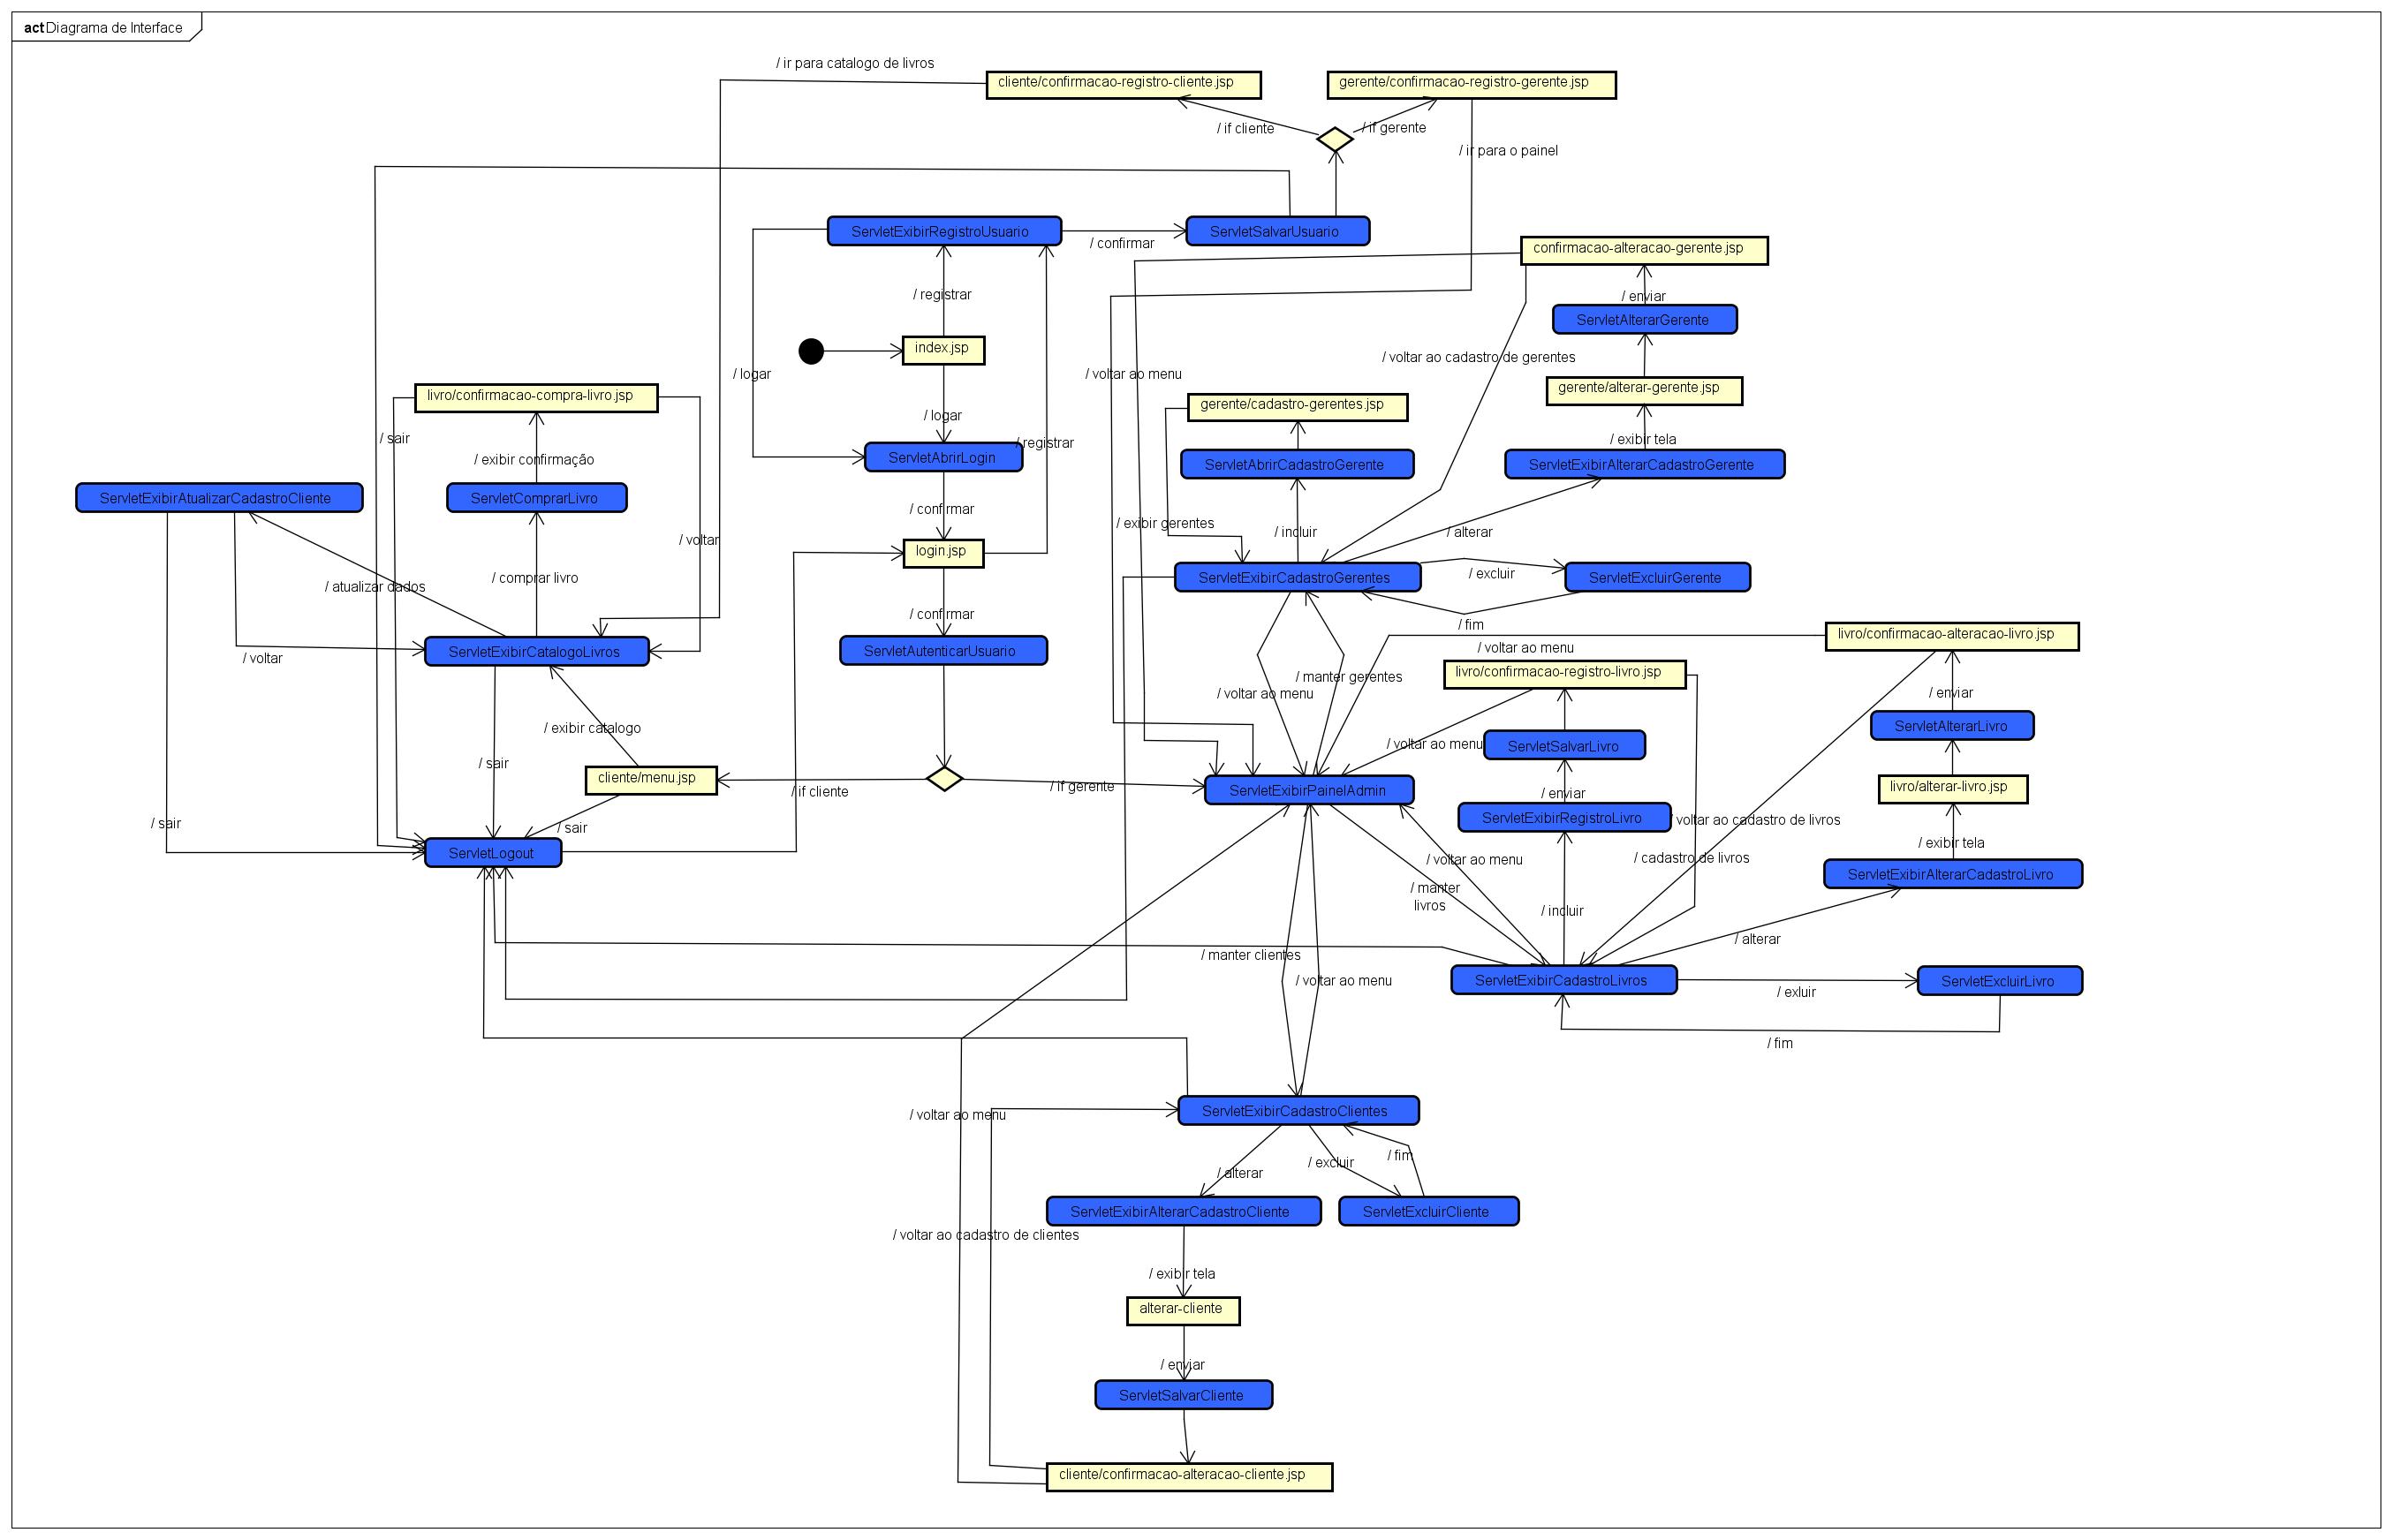 act Diagrama de Interface
/ ir para catalogo de livros
cliente/confirmacao-registro-cliente.jsp
gerente/confirmacao-registro-gerente.jsp
/ if cliente
/ if gerente
/ ir para o painel
ServletExibirRegistroUsuario
/ confirmar
ServletSalvarUsuario
confirmacao-alteracao-gerente.jsp
/ registrar
/ enviar
ServletAlterarGerente
index.jsp
/ voltar ao cadastro de gerentes
/ logar
/ voltar ao menu
gerente/alterar-gerente.jsp
livro/confirmacao-compra-livro.jsp
gerente/cadastro-gerentes.jsp
/ logar
/ sair
/ registrar
/ exibir tela
/ exibir confirmação
ServletAbrirLogin
ServletAbrirCadastroGerente
ServletExibirAlterarCadastroGerente
ServletExibirAtualizarCadastroCliente
ServletComprarLivro
/ confirmar
/ exibir gerentes
/ incluir
/ alterar
/ voltar
login.jsp
/ comprar livro
/ atualizar dados
ServletExibirCadastroGerentes
/ excluir
ServletExcluirGerente
/ confirmar
/ fim
livro/confirmacao-alteracao-livro.jsp
ServletExibirCatalogoLivros
/ voltar
ServletAutenticarUsuario
/ voltar ao menu
livro/confirmacao-registro-livro.jsp
/ manter gerentes
/ voltar ao menu
/ enviar
/ exibir catalogo
ServletAlterarLivro
/ voltar ao menu
ServletSalvarLivro
/ sair
cliente/menu.jsp
/ if cliente
/ if gerente
ServletExibirPainelAdmin
/ enviar
livro/alterar-livro.jsp
/ sair
/ sair
ServletExibirRegistroLivro
/ voltar ao cadastro de livros
/ exibir tela
ServletLogout
/ voltar ao menu
/ cadastro de livros
ServletExibirAlterarCadastroLivro
/ manter
livros
/ incluir
/ alterar
/ manter clientes
/ voltar ao menu
ServletExibirCadastroLivros
/ exluir
ServletExcluirLivro
/ fim
/ voltar ao menu
ServletExibirCadastroClientes
/ alterar
/ excluir
/ fim
ServletExibirAlterarCadastroCliente
ServletExcluirCliente
/ voltar ao cadastro de clientes
/ exibir tela
alterar-cliente
/ enviar
ServletSalvarCliente
cliente/confirmacao-alteracao-cliente.jsp